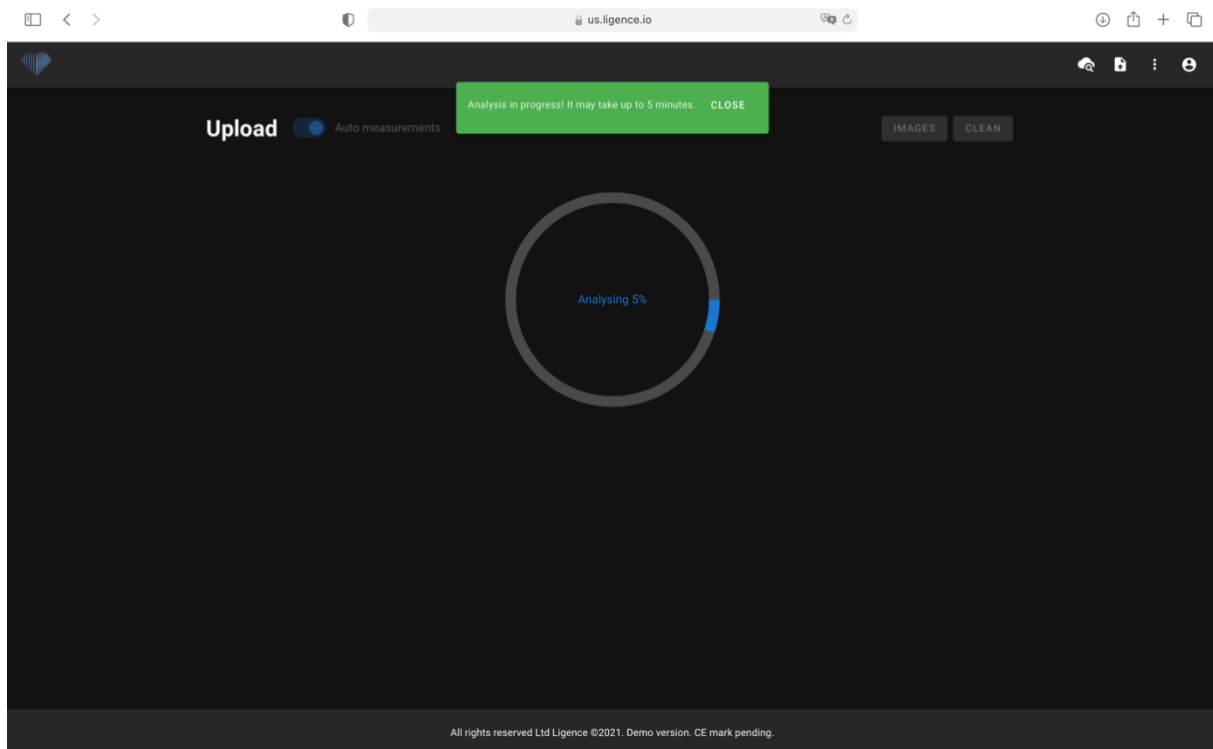 us.ligence.io
Analysis in progress! It may take up to 5 minutes. CLOSE
Upload Auto measurements IMAGES CLEAN
Analysing 5%
All rights reserved Ltd Ligence ©2021. Demo version. CE mark pending.